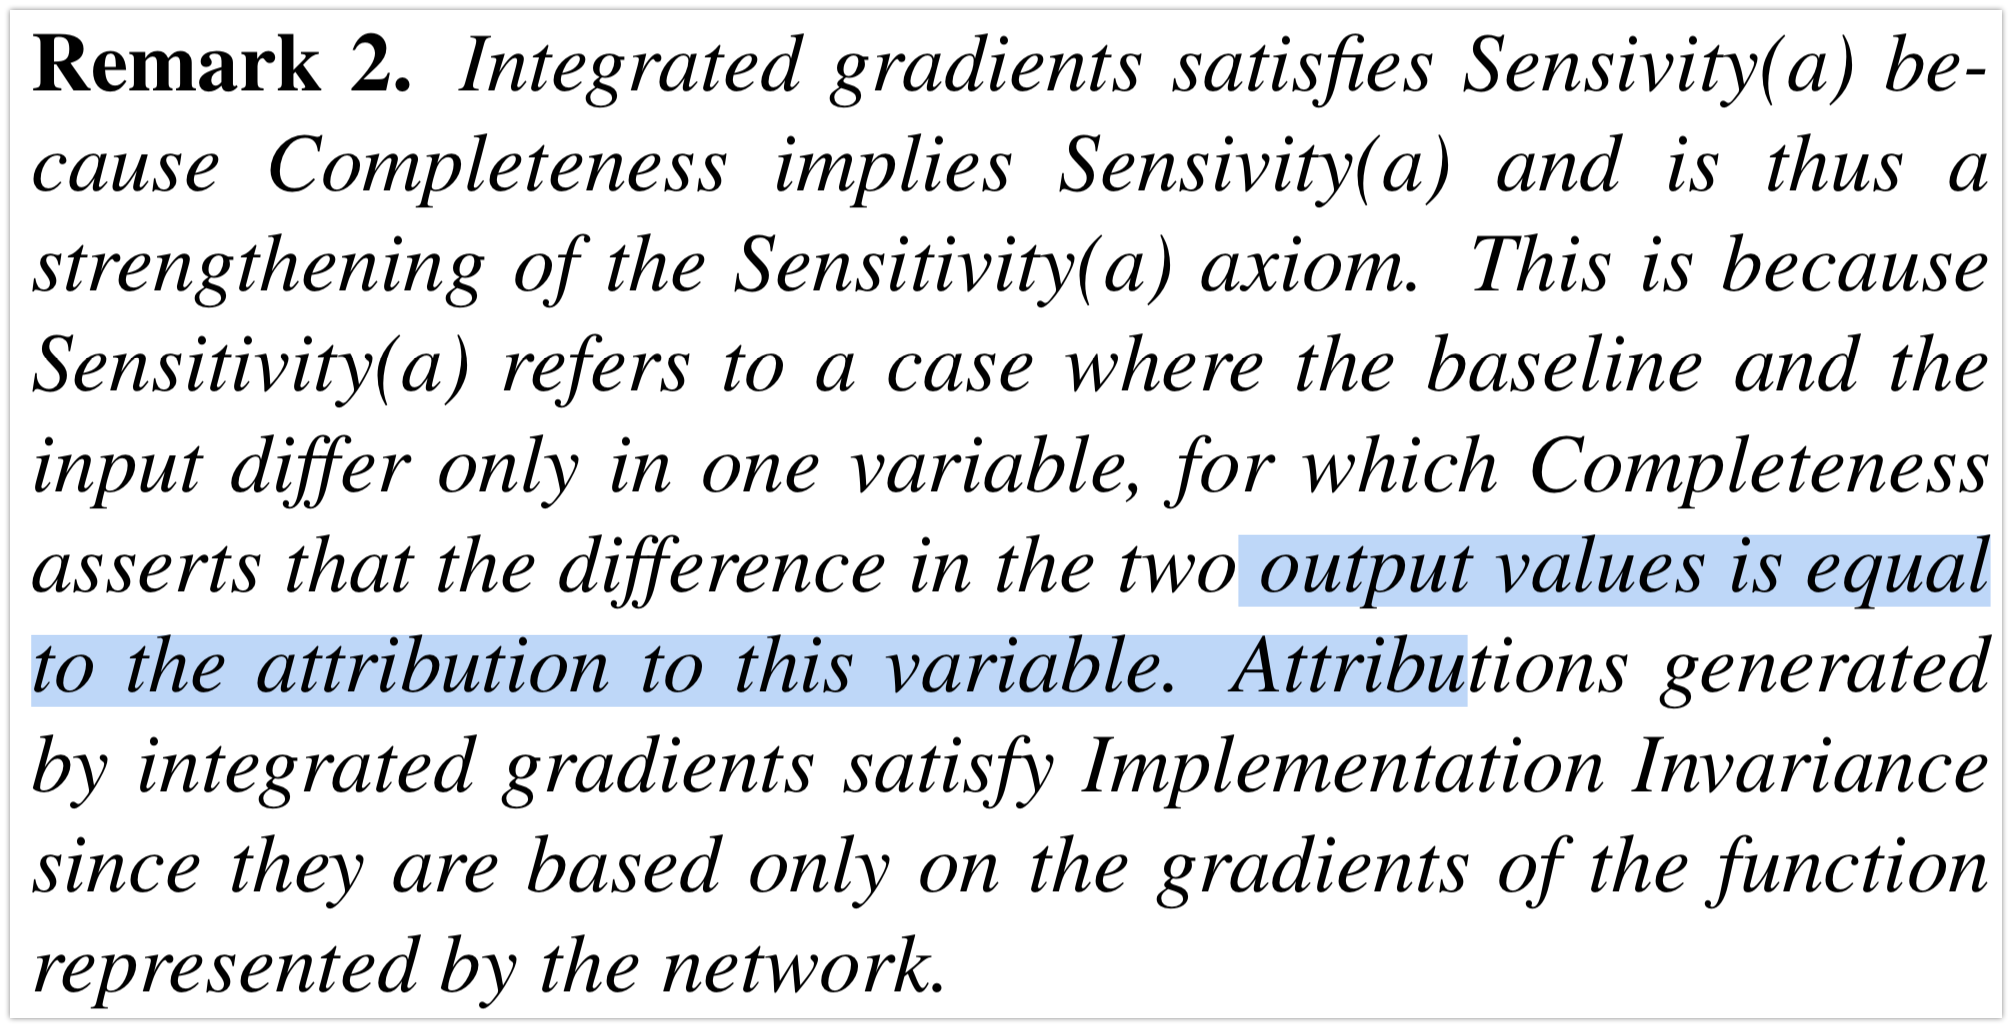 Remark 2. Integrated gradients satisfies Sensivity(a) be-
cause Completeness implies Sensivity(a) and is thus a
strengthening of the Sensitivity(a) axiom. This is because
Sensitivity(a) refers to a case where the baseline and the
input differ only in one variable, for which Completeness
asserts that the difference in the two output values is equal
to the attribution to this variable. Attributions generated
by integrated gradients satisfy Implementation Invariance
since they are based only on the gradients of the function
represented by the network.